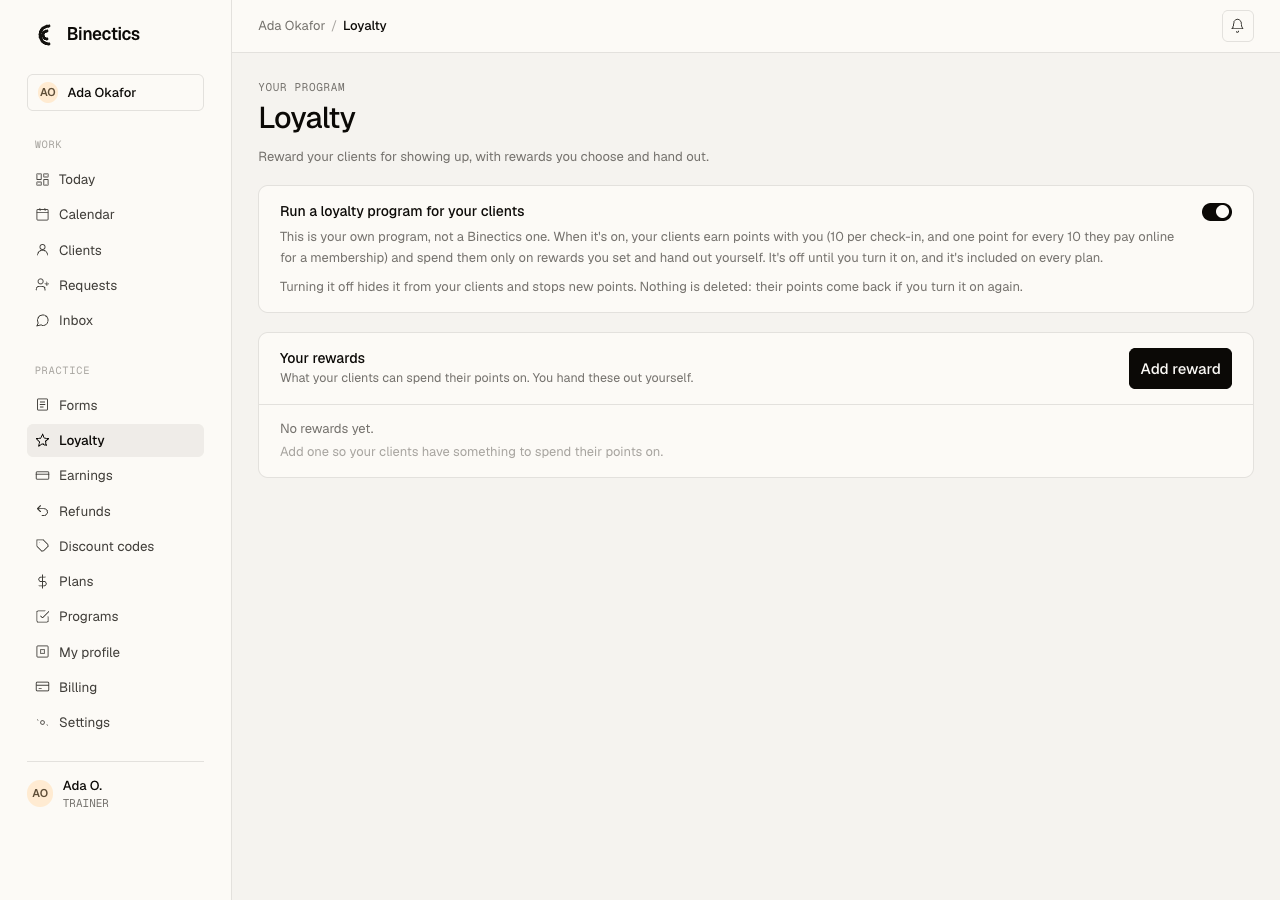 Binectics
Ada Okafor / Loyalty
AO Ada Okafor
WORK
Today
Calendar
Clients
Requests
Inbox
PRACTICE
Forms
Loyalty
Earnings
Refunds
Discount codes
Plans
Programs
My profile
Billing
Settings
AO Ada O.
TRAINER
YOUR PROGRAM
Loyalty
Reward your clients for showing up, with rewards you choose and hand out.
Run a loyalty program for your clients
This is your own program, not a Binectics one. When it's on, your clients earn points with you (10 per check-in, and one point for every 10 they pay online
for a membership) and spend them only on rewards you set and hand out yourself. It's off until you turn it on, and it's included on every plan.
Turning it off hides it from your clients and stops new points. Nothing is deleted: their points come back if you turn it on again.
Your rewards
What your clients can spend their points on. You hand these out yourself.
Add reward
No rewards yet.
Add one so your clients have something to spend their points on.